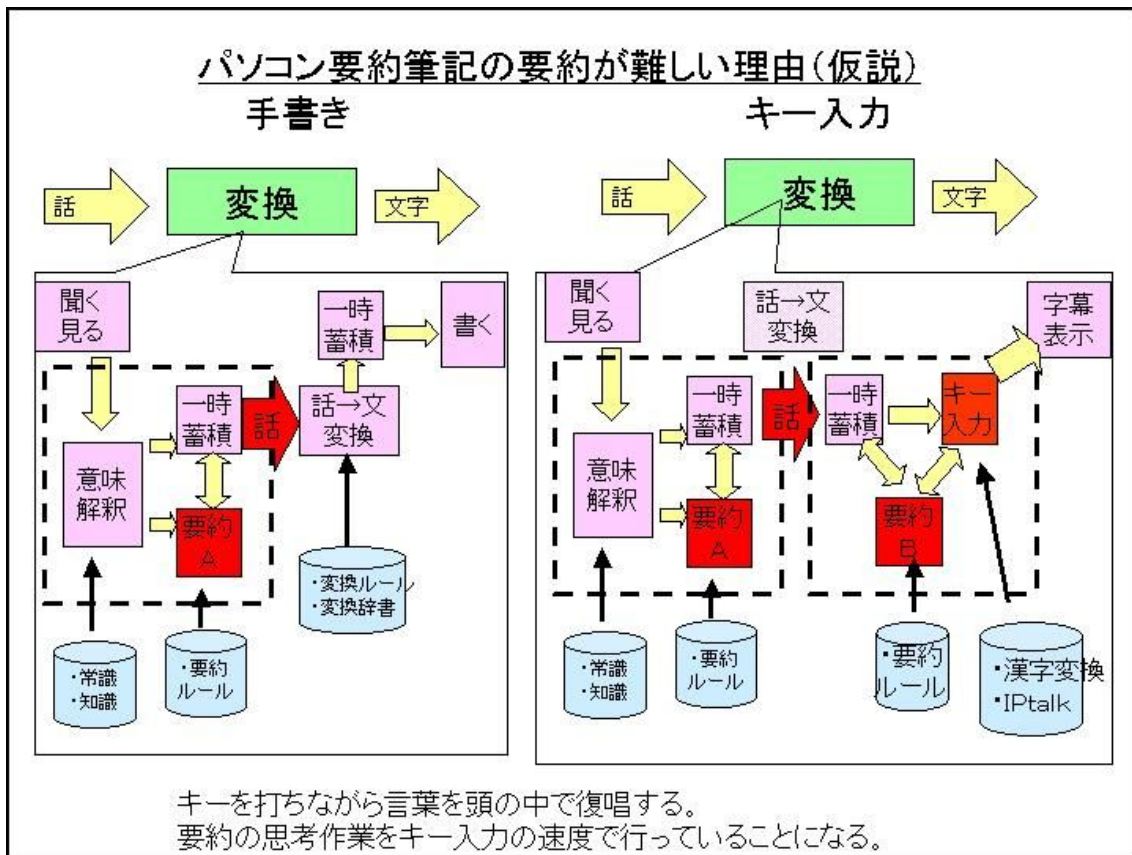 パソコン要約筆記の要約が難しい理由(仮説)
手書き
話
変換
文字
聞く
見る
意味
解釈
一時
蓄積
要約
A
話
話→文
変換
一時
蓄積
書く
・常識
・知識
・要約
ルール
・変換ルール
・変換辞書
キー入力
話
変換
文字
聞く
見る
意味
解釈
一時
蓄積
要約
A
話
話→文
変換
一時
蓄積
キー
入力
要約
B
字幕
表示
・常識
・知識
・要約
ルール
・要約
ルール
・漢字変換
・IPtalk
キーを打ちながら言葉を頭の中で復唱する。
要約の思考作業をキー入力の速度で行っていることになる。